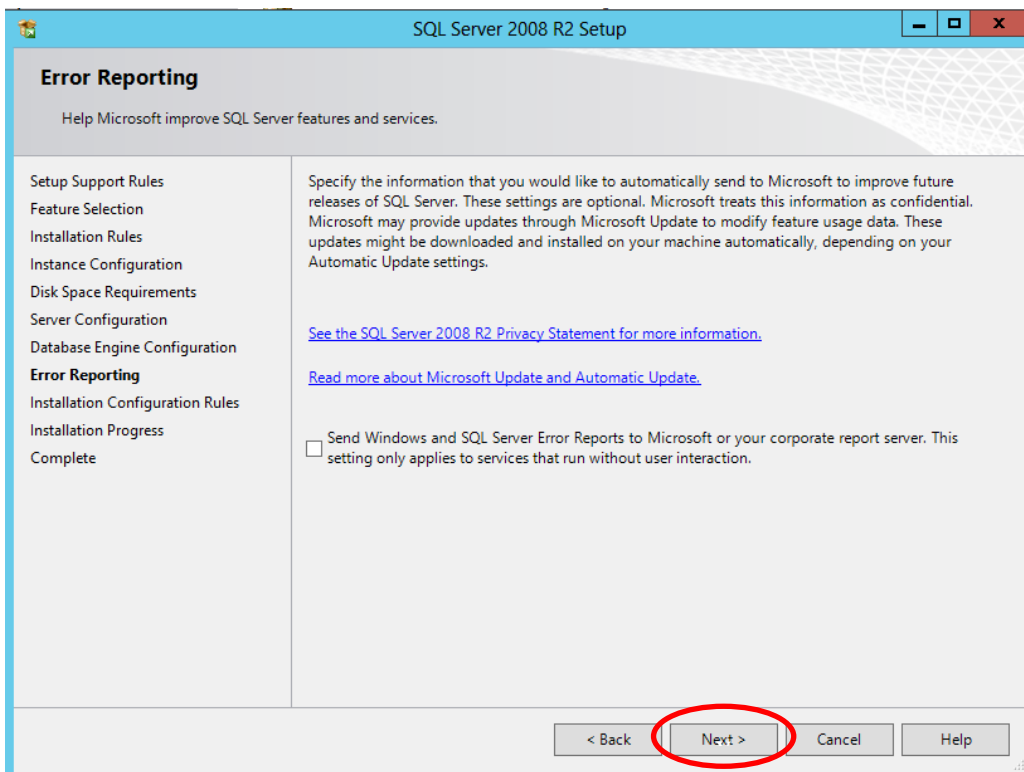 SQL Server 2008 R2 Setup
x
Error Reporting
Help Microsoft improve SQL Server features and services.
Setup Support Rules
Feature Selection
Installation Rules
Instance Configuration
Disk Space Requirements
Server Configuration
Database Engine Configuration
Error Reporting
Installation Configuration Rules
Installation Progress
Complete
Specify the information that you would like to automatically send to Microsoft to improve future
releases of SQL Server. These settings are optional. Microsoft treats this information as confidential.
Microsoft may provide updates through Microsoft Update to modify feature usage data. These
updates might be downloaded and installed on your machine automatically, depending on your
Automatic Update settings.
See the SQL Server 2008 R2 Privacy Statement for more information.
Read more about Microsoft Update and Automatic Update.
Send Windows and SQL Server Error Reports to Microsoft or your corporate report server. This
setting only applies to services that run without user interaction.
< Back
Next >
Cancel
Help